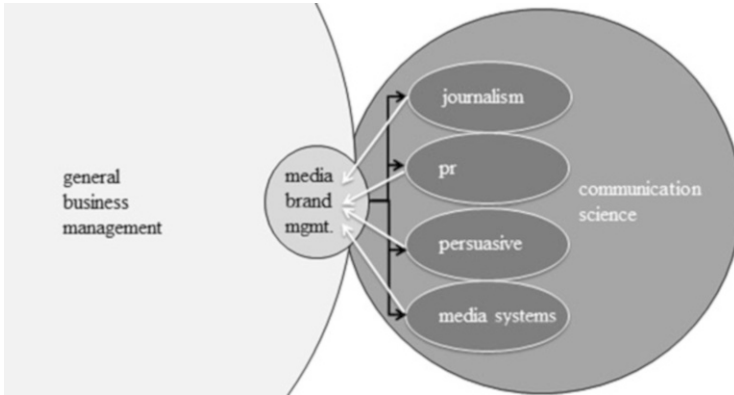 general
business
management
media
brand
mgmt.
journalism
pr
persuasive
media systems
communication
science